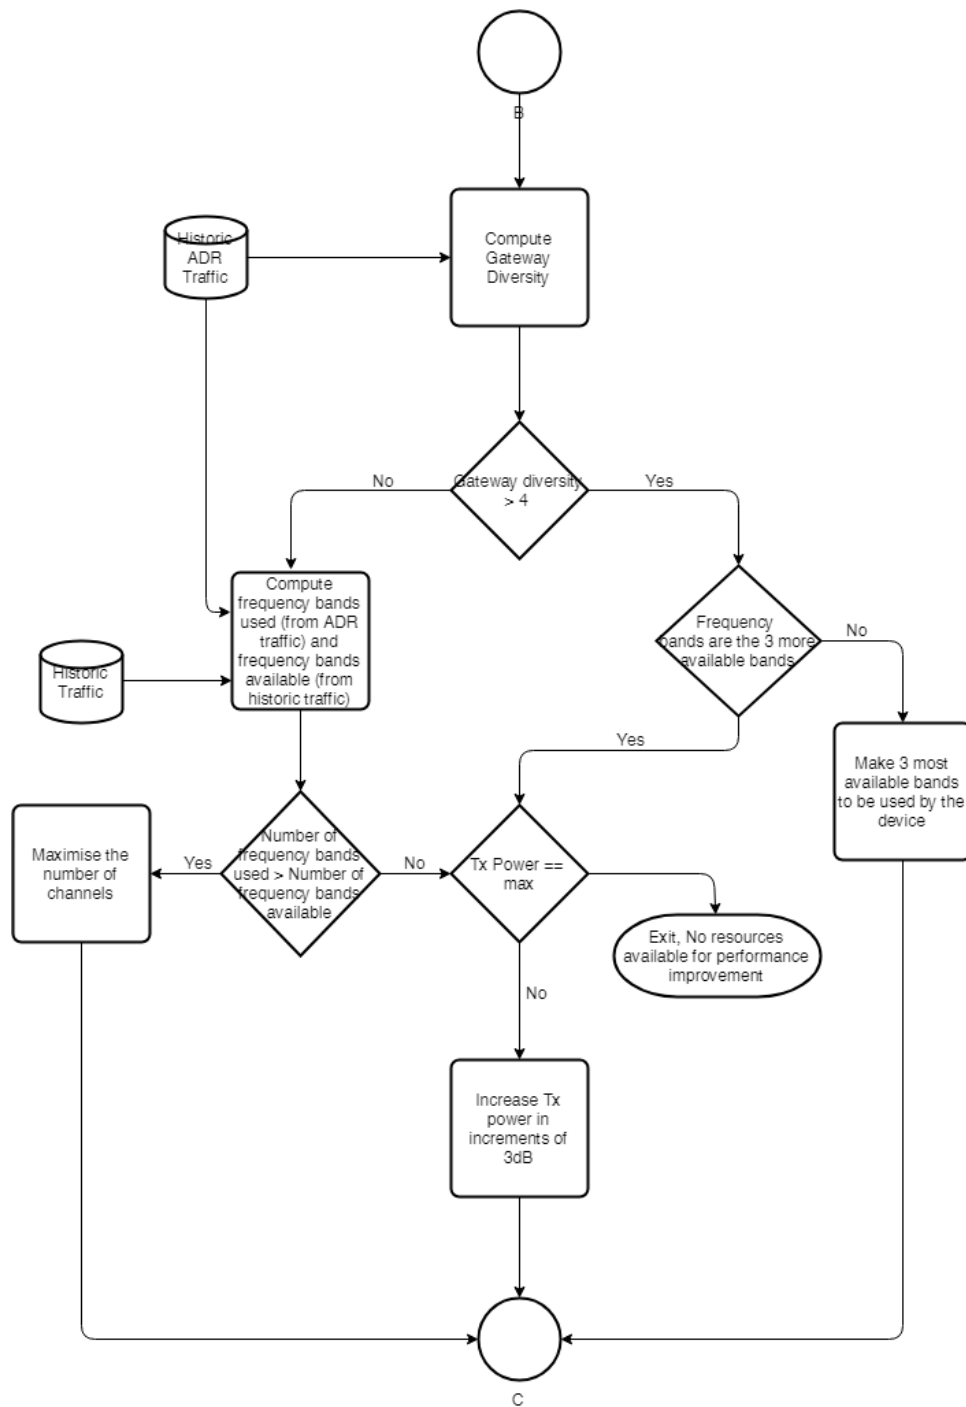 B
Compute
Gateway
Diversity
Historic
ADR
Traffic
Gateway diversity
> 4
No
Yes
Compute
frequency bands
used (from ADR
traffic) and
frequency bands
available (from
historic traffic)
Frequency
bands are the 3 more
available bands
No
Historic
Traffic
Yes
Make 3 most
available bands
to be used by the
device
Maximise the
number of
channels
Yes
Number of
frequency bands
used > Number of
frequency bands
available
No
Tx Power ==
max
Exit, No resources
available for performance
improvement
No
Increase Tx
power in
increments of
3dB
C